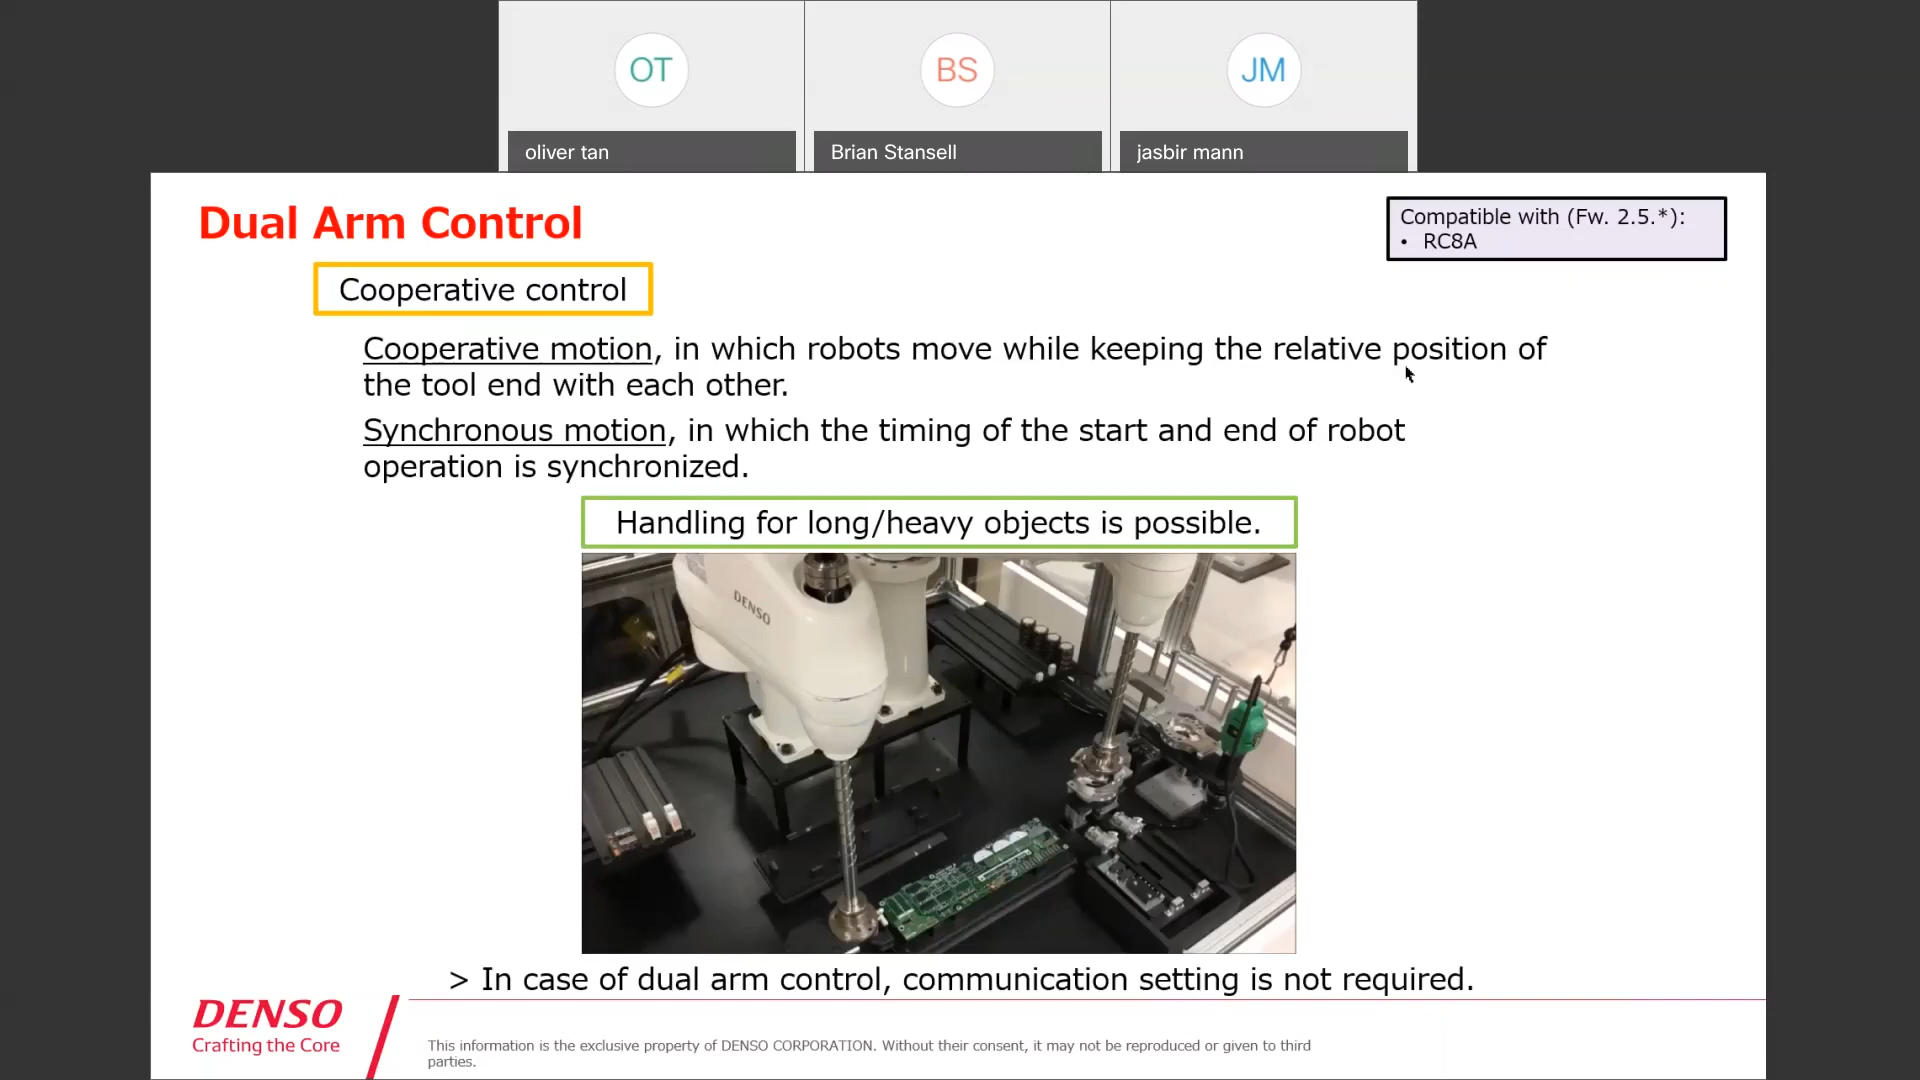 OT
BS
JM
oliver tan
Brian Stansell
jasbir mann
Dual Arm Control
Compatible with (Fw. 2.5.*):
• RC8A
Cooperative control
Cooperative motion, in which robots move while keeping the relative position of
the tool end with each other.
Synchronous motion, in which the timing of the start and end of robot
operation is synchronized.
Handling for long/heavy objects is possible.
DENSO
> In case of dual arm control, communication setting is not required.
DENSO
Crafting the Core
This information is the exclusive property of DENSO CORPORATION. Without their consent, it may not be reproduced or given to third
parties.